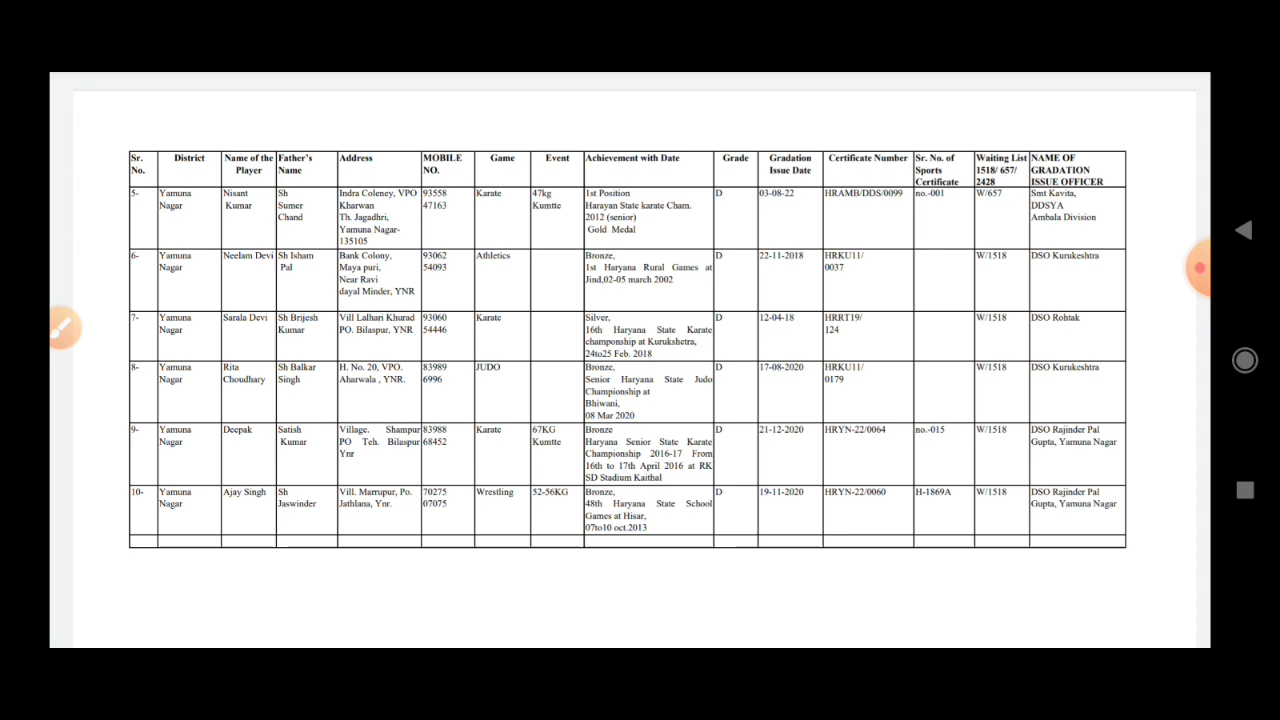 Sr. No. District Name of the Player Father's Name Address MOBILE NO. Game Event Achievement with Date Grade Gradation Issue Date Certificate Number Sr. No. of Sports Certificate Waiting List 1518/ 657/ 2428 NAME OF GRADATION ISSUE OFFICER
5- Yamuna Nagar Nisant Kumar Sh Sumer Chand Indra Coleney, VPO Kharwan Th. Jagadhri, Yamuna Nagar-135105 93558 47163 Karate 47kg Kumtte 1st Position Harayan State karate Cham. 2012 (senior) Gold Medal D 03-08-22 HRAMB/DDS/0099 no.-001 W/657 Smt Kavita, DDSYA Ambala Division
6- Yamuna Nagar Neelam Devi Sh Isham Pal Bank Colony, Maya puri, Near Ravi dayal Minder, YNR 93062 54093 Athletics Bronze, 1st Haryana Rural Games at Jind,02-05 march 2002 D 22-11-2018 HRKU11/ 0037 W/1518 DSO Kurukeshtra
7- Yamuna Nagar Sarala Devi Sh Brijesh Kumar Vill Lalhari Khurad PO. Bilaspur, YNR 93060 54446 Karate Silver, 16th Haryana State Karate champonship at Kurukshetra, 24to25 Feb. 2018 D 12-04-18 HRRT19/ 124 W/1518 DSO Rohtak
8- Yamuna Nagar Rita Choudhary Sh Balkar Singh H. No. 20, VPO. Aharwala , YNR. 83989 6996 JUDO Bronze, Senior Haryana State Judo Championship at Bhiwani, 08 Mar 2020 D 17-08-2020 HRKU11/ 0179 W/1518 DSO Kurukeshtra
9- Yamuna Nagar Deepak Satish Kumar Village. Shampur PO Teh. Bilaspur Ynr 83988 68452 Karate 67KG Kumtte Bronze Haryana Senior State Karate Championship 2016-17 From 16th to 17th April 2016 at RK SD Stadium Kaithal D 21-12-2020 HRYN-22/0064 no.-015 W/1518 DSO Rajinder Pal Gupta, Yamuna Nagar
10- Yamuna Nagar Ajay Singh Sh Jaswinder Vill. Marrupur, Po. Jathlana, Ynr. 70275 07075 Wrestling 52-56KG Bronze, 48th Haryana State School Games at Hisar, 07to10 oct.2013 D 19-11-2020 HRYN-22/0060 H-1869A W/1518 DSO Rajinder Pal Gupta, Yamuna Nagar